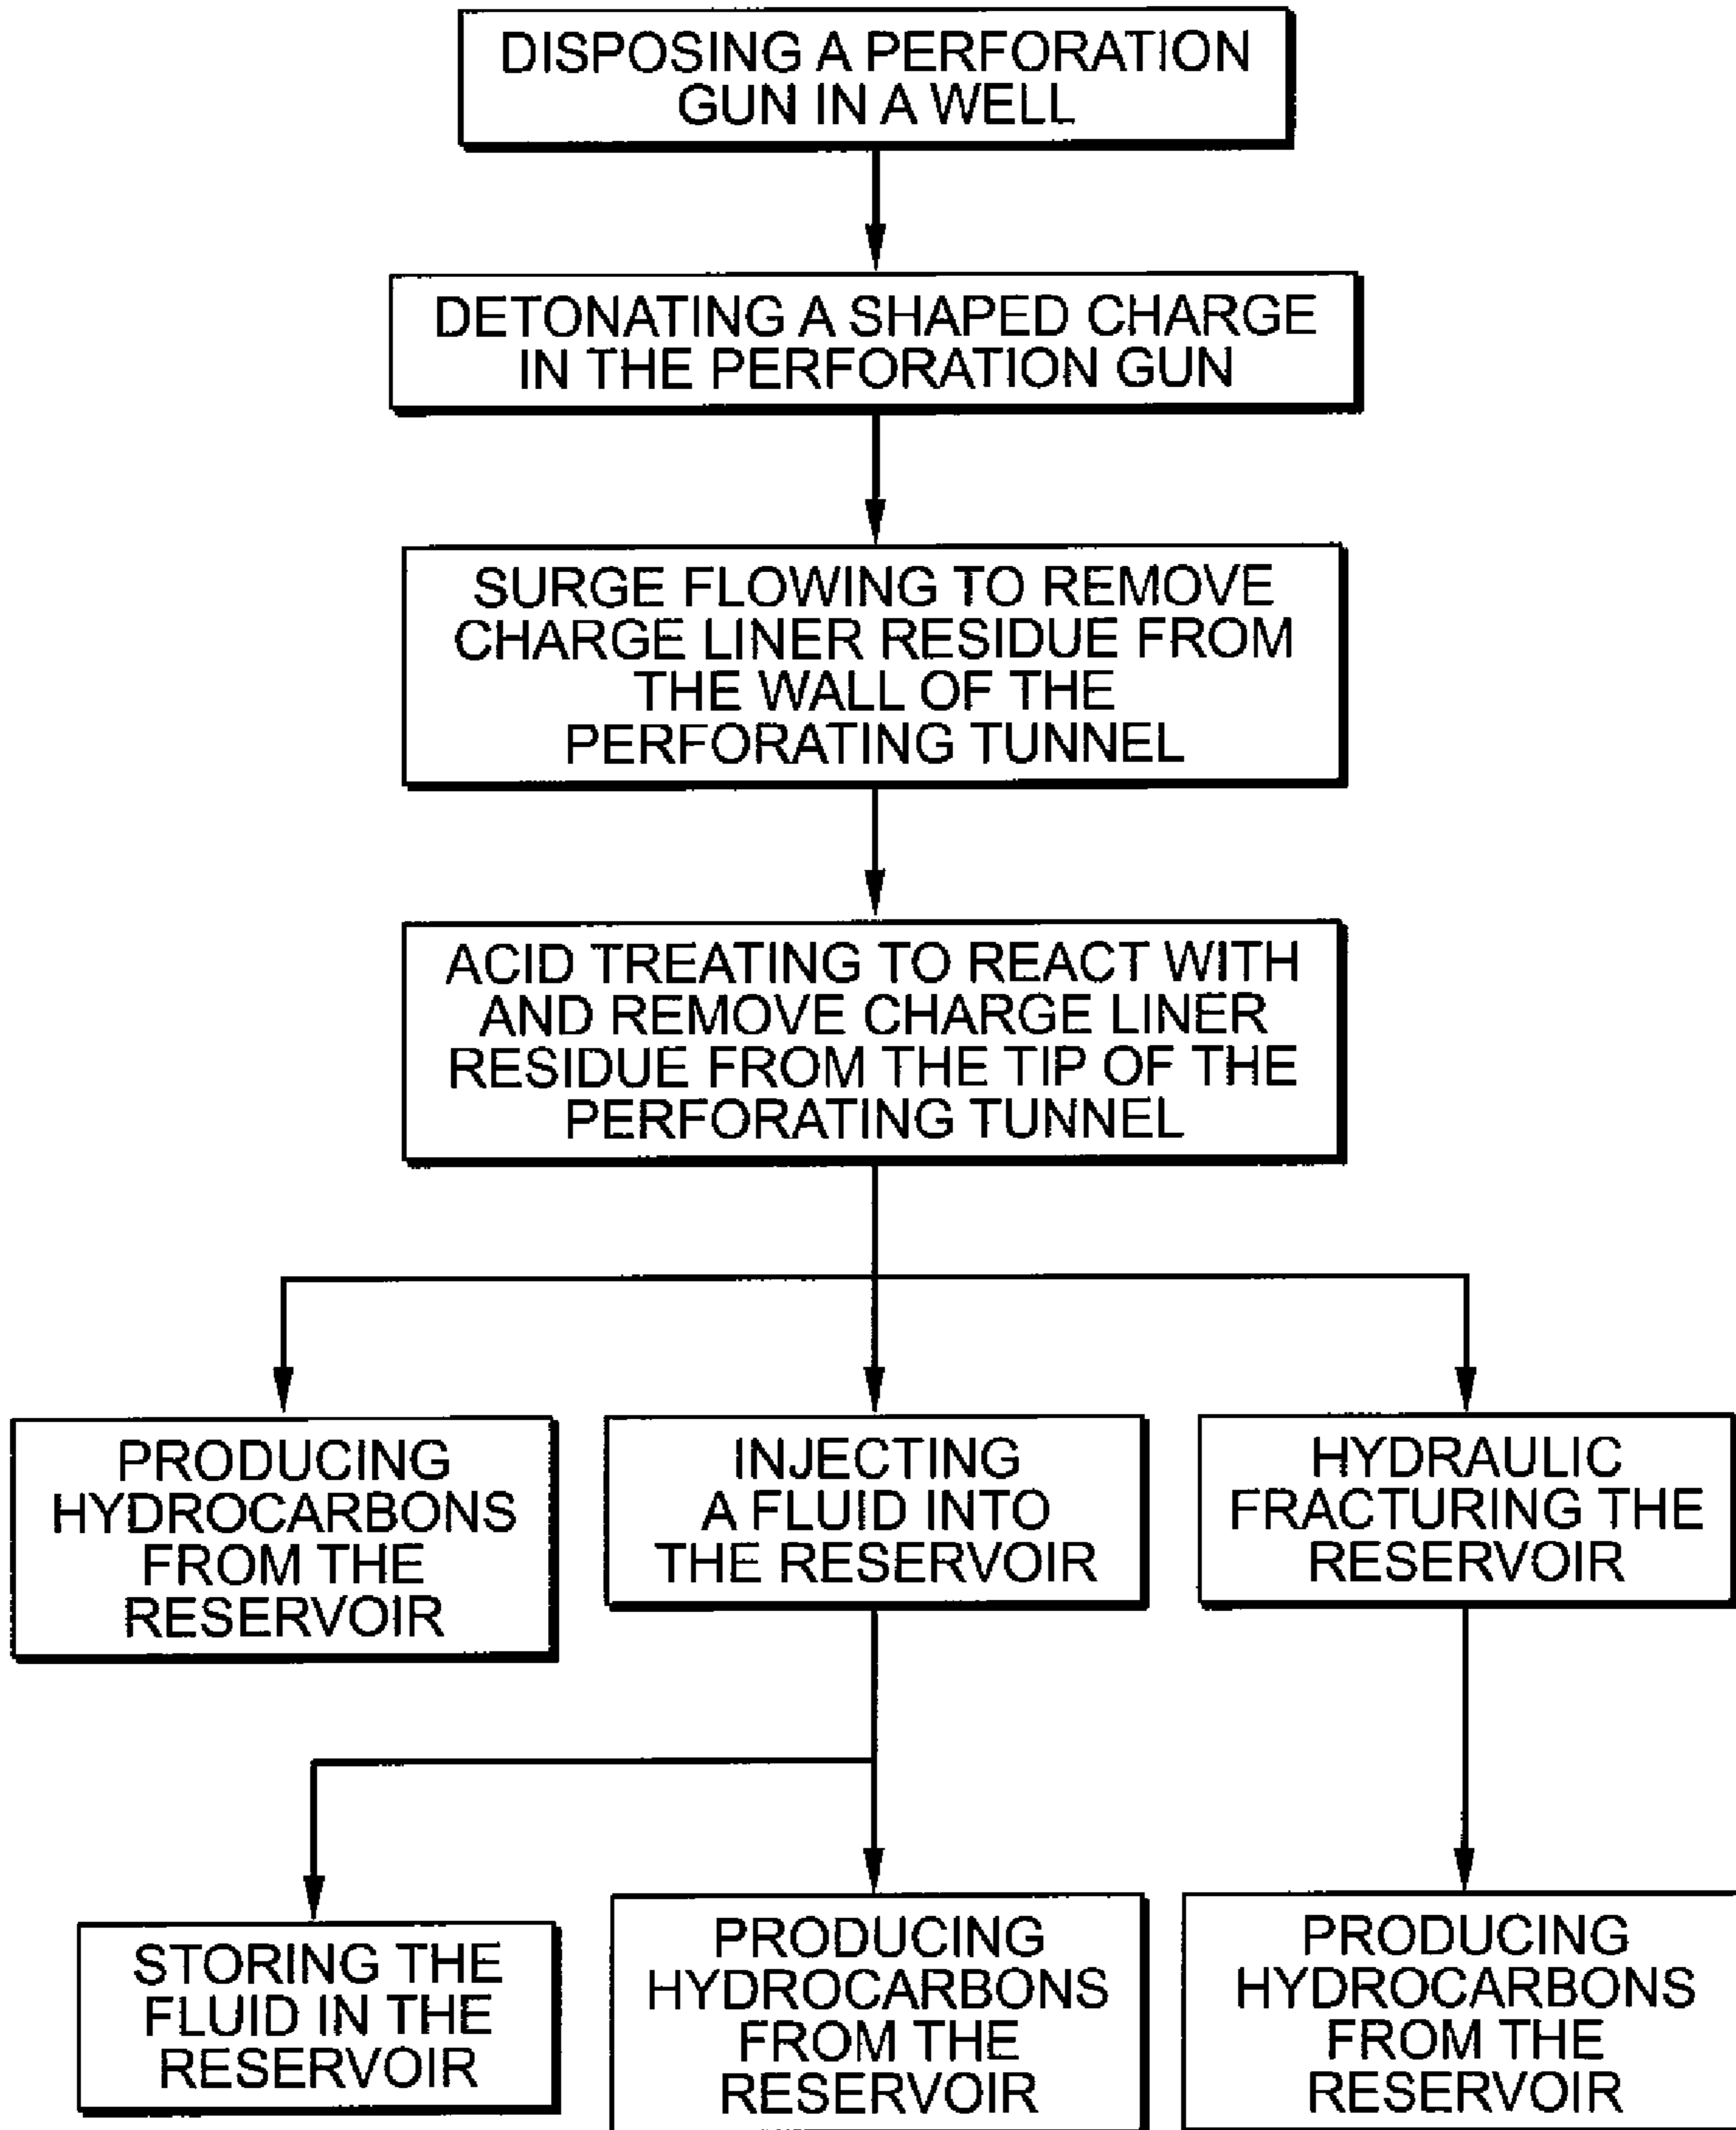 DISPOSING A PERFORATION
GUN IN A WELL
DETONATING A SHAPED CHARGE
IN THE PERFORATION GUN
SURGE FLOWING TO REMOVE
CHARGE LINER RESIDUE FROM
THE WALL OF THE
PERFORATING TUNNEL
ACID TREATING TO REACT WITH
AND REMOVE CHARGE LINER
RESIDUE FROM THE TIP OF THE
PERFORATING TUNNEL
PRODUCING
HYDROCARBONS
FROM THE
RESERVOIR
INJECTING
A FLUID INTO
THE RESERVOIR
HYDRAULIC
FRACTURING THE
RESERVOIR
STORING THE
FLUID IN THE
RESERVOIR
PRODUCING
HYDROCARBONS
FROM THE
RESERVOIR
PRODUCING
HYDROCARBONS
FROM THE
RESERVOIR